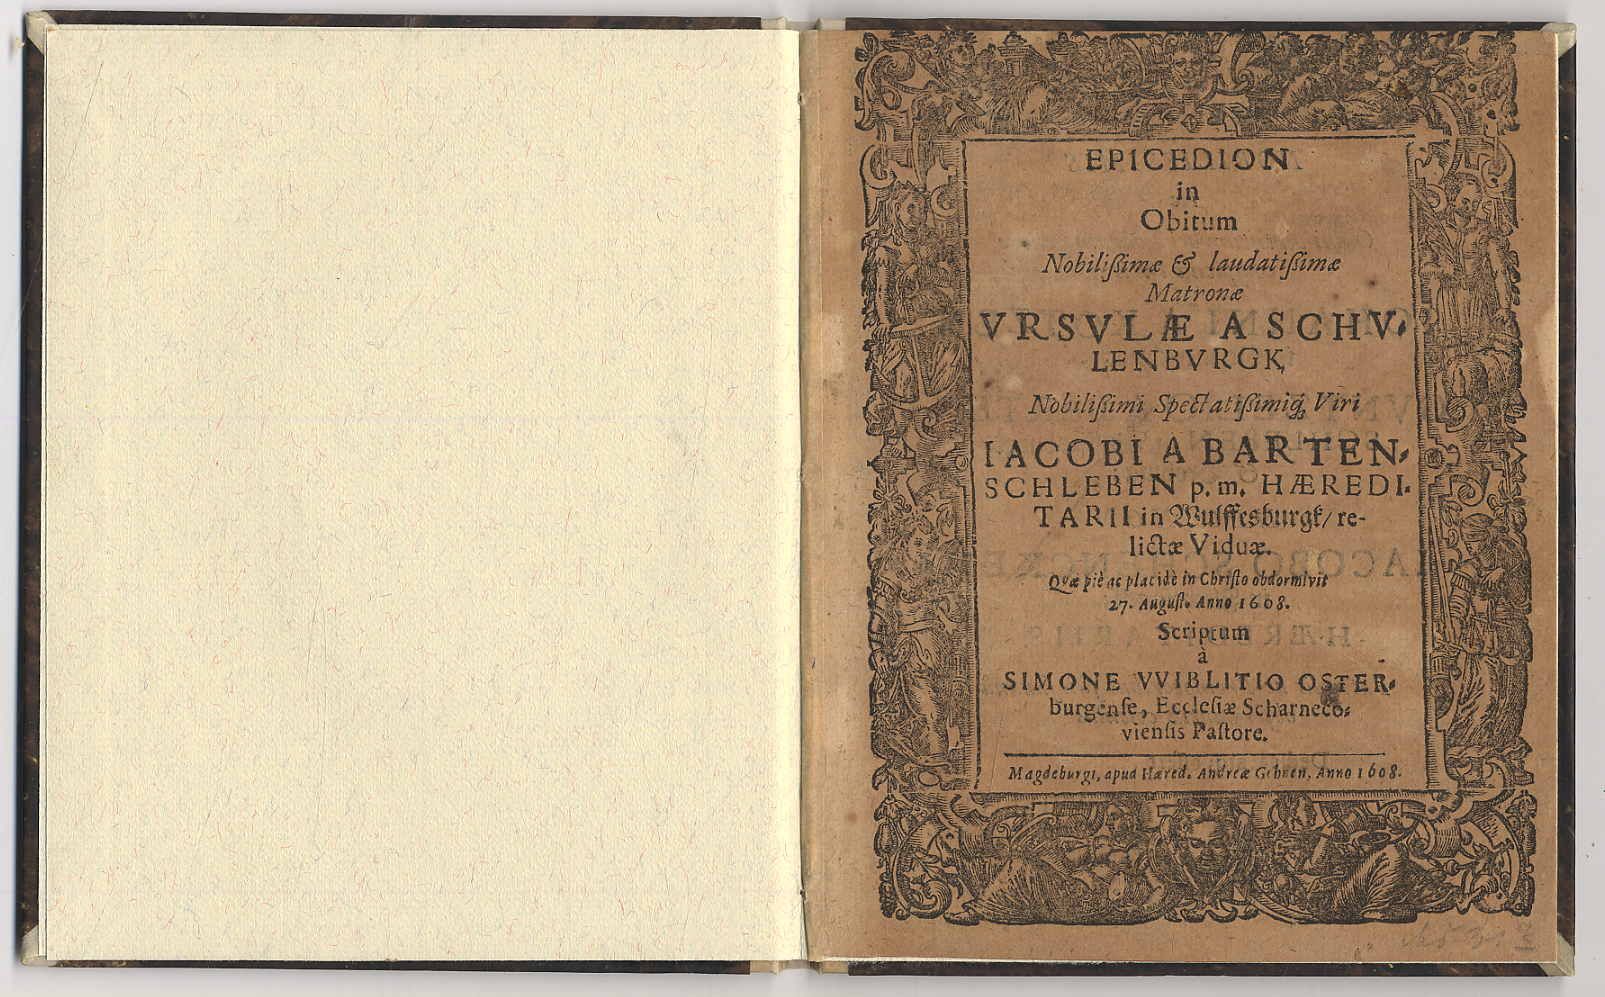 EPICEDION
in
Obitum
Nobilißimæ & laudatißimæ
Matronæ
VRSVLÆ A SCHV-
LENBVRGK,
Nobilißimi Spectatißimiq́; Viri
IACOBI A BARTEN-
SCHLEBEN p. m. HÆREDI-
TARII in Wulffesburgk/ re-
lictæ Viduæ.
Quæ piè ac placidè in Christo obdormivit
27. August. Anno 1608.
Scriptum
à
SIMONE VVIBLITIO OSTER-
burgenſe, Eccleſiæ Scharneco-
vienſis Paſtore.
Magdeburgi, apud Hæred. Andreæ Genen, Anno 1608.